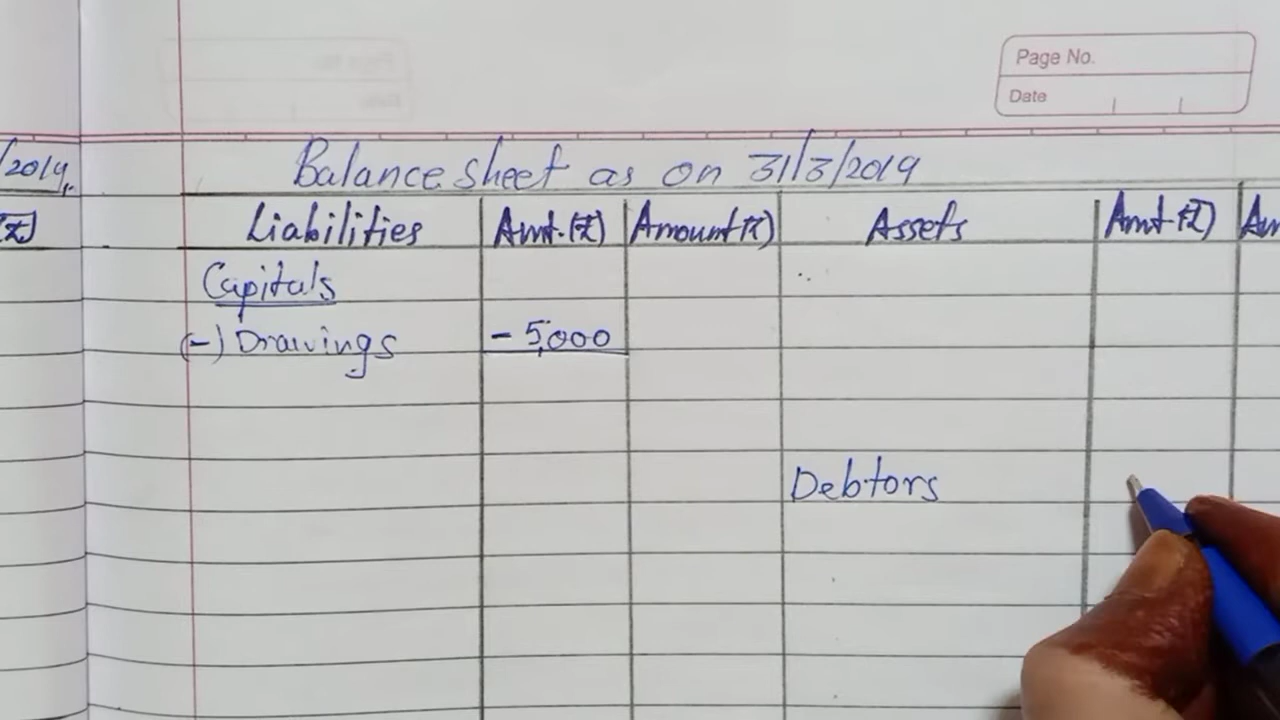 Page No.
Date
/2019
Balance sheet as on 31/3/2019
(₹) Liabilities Amt.(₹) Amount(₹) Assets Amt.(₹) Am
Capitals
(-) Drawings - 5,000
Debtors